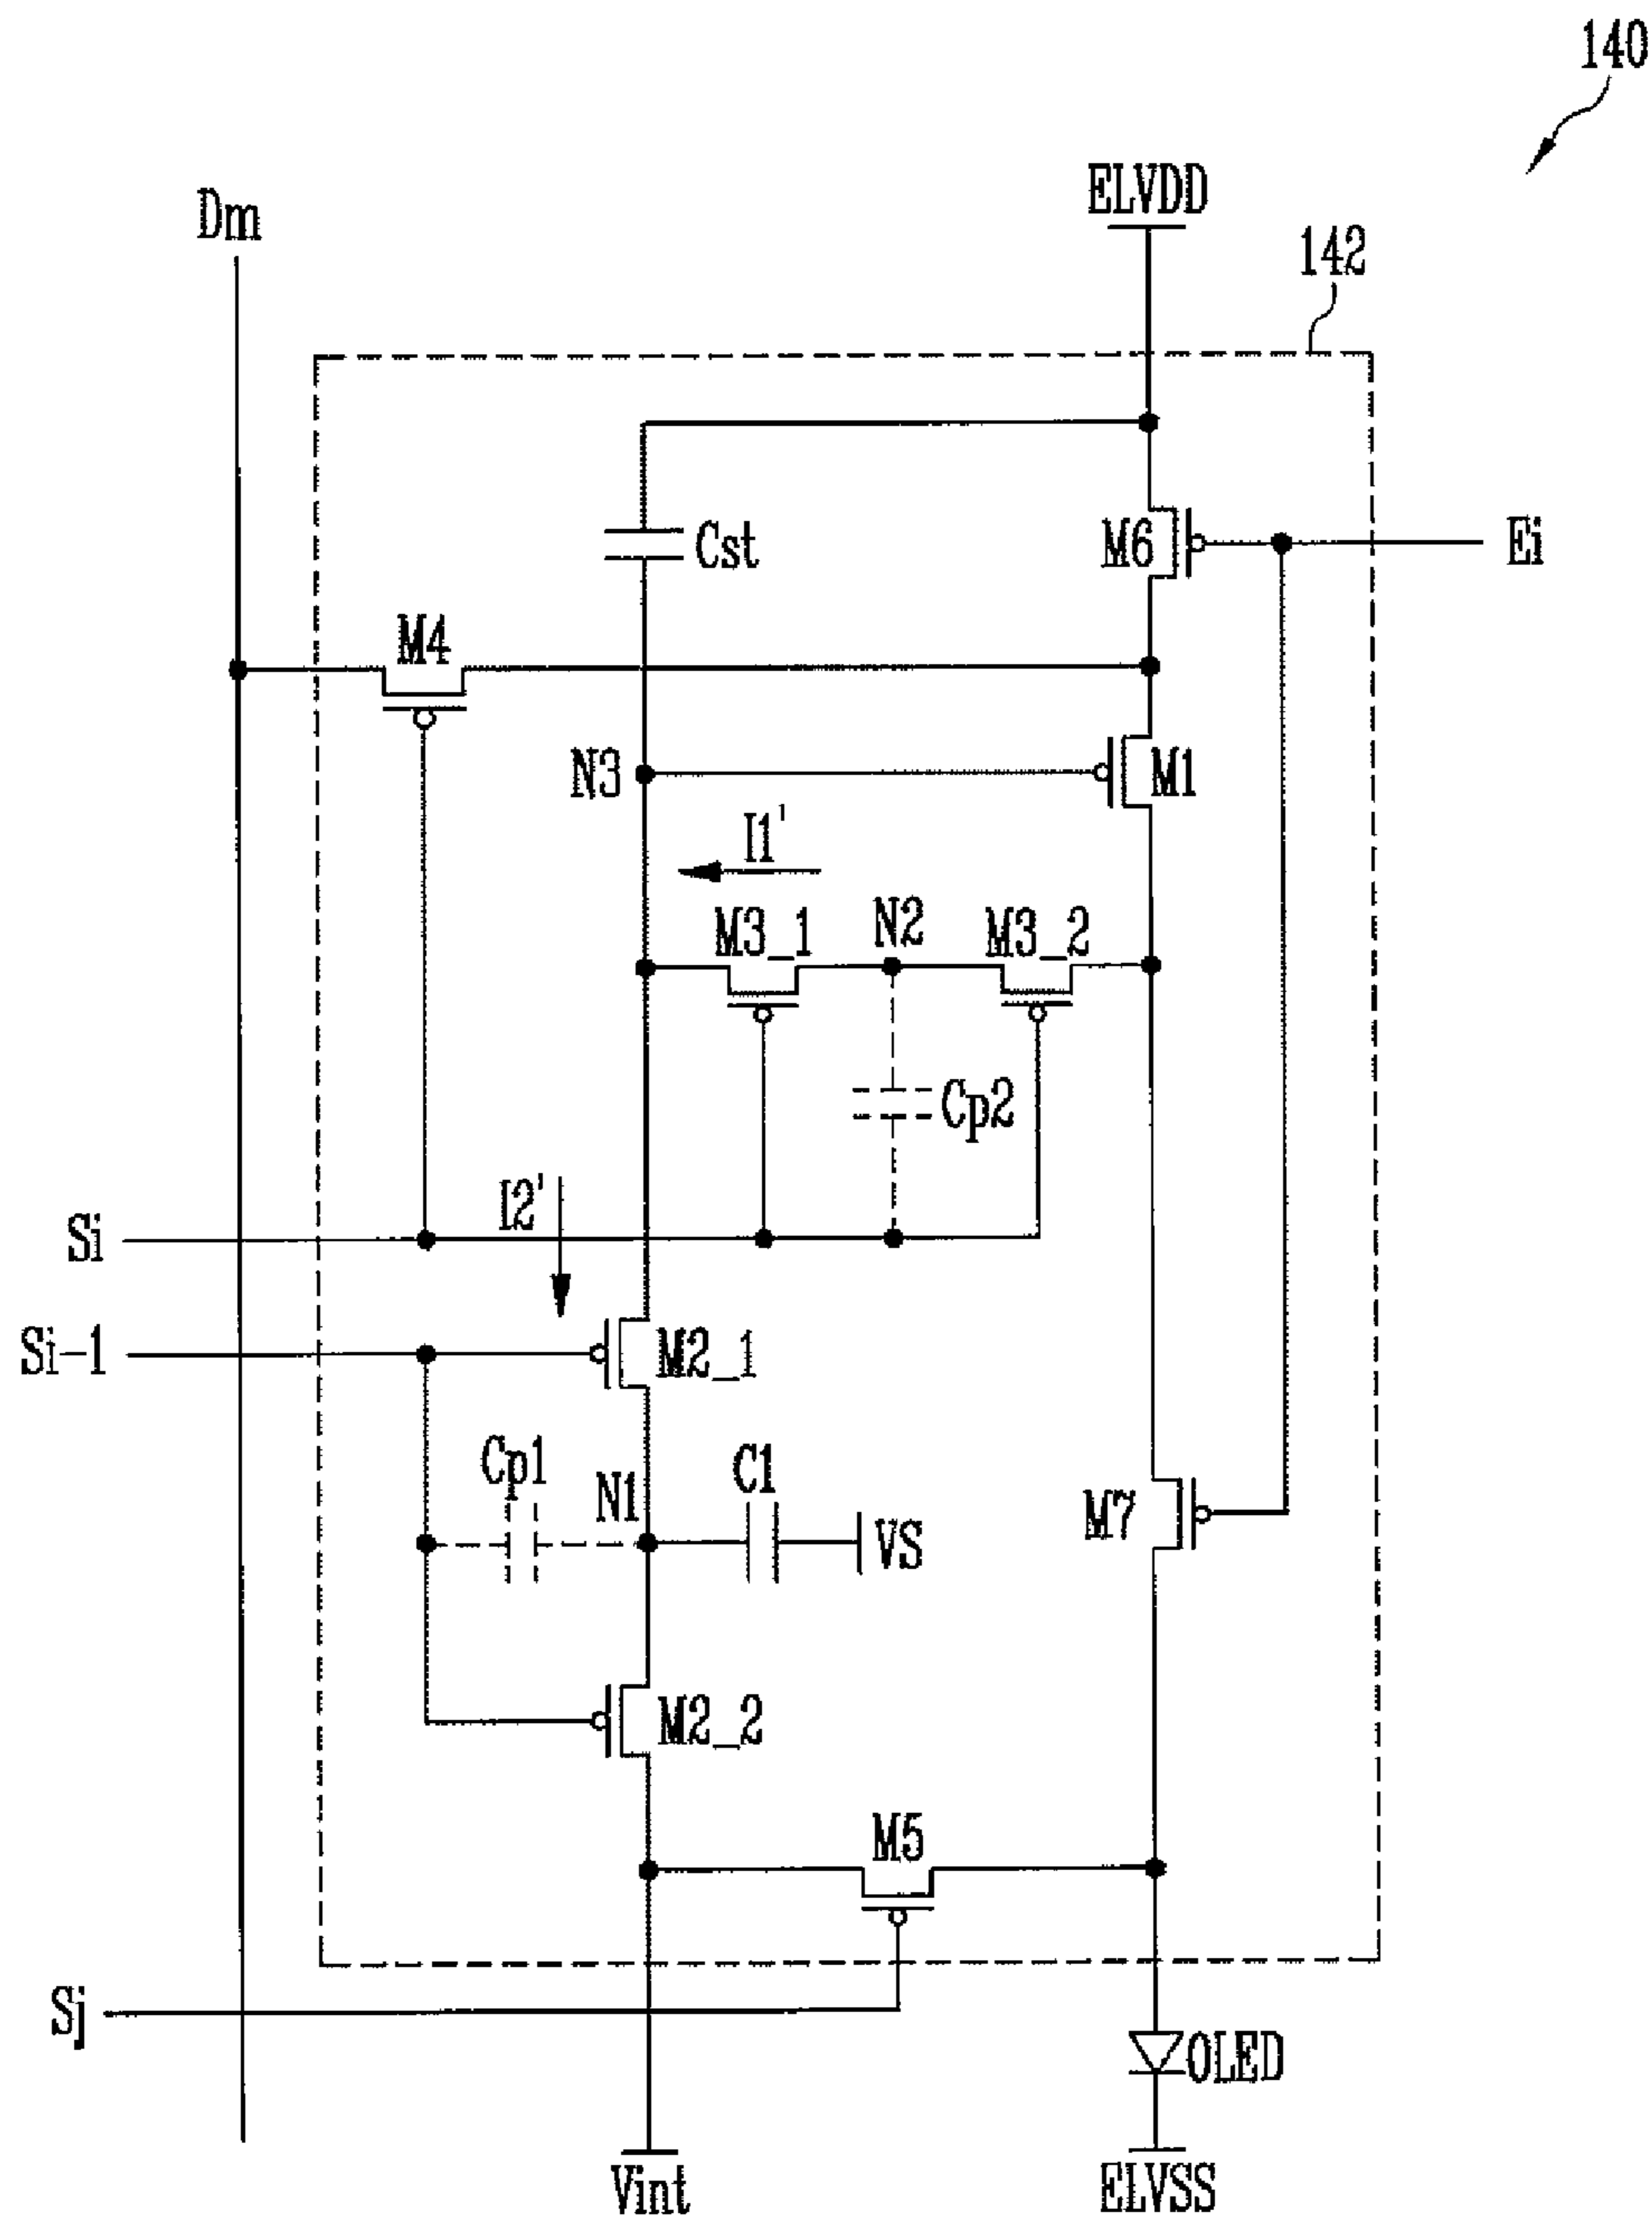 140
ELVDD
Dm
142
Cst
M6
Ei
M4
N3
M1
I1'
M3_1
N2
M3_2
Cp2
I2'
Si
Si-1
M2_1
Cp1
N1
C1
VS
M7
M2_2
M5
Sj
OLED
Vint
ELVSS